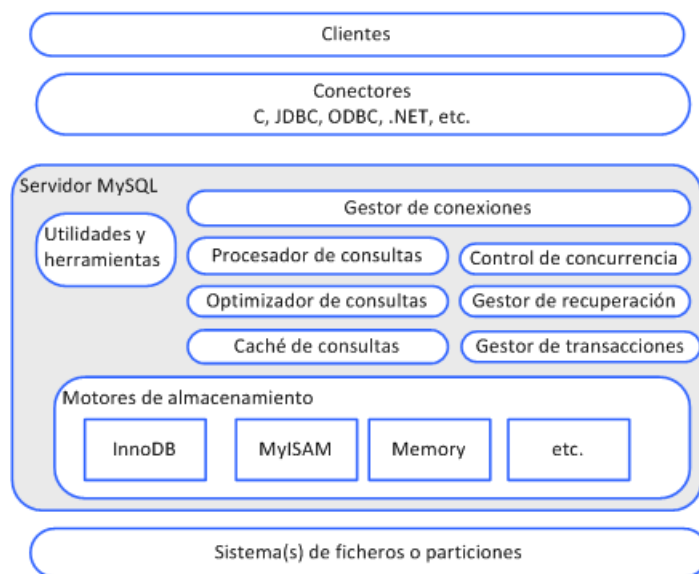 Clientes
Conectores
C, JDBC, ODBC, .NET, etc.
Servidor MySQL
Gestor de conexiones
Utilidades y
herramientas
Procesador de consultas
Control de concurrencia
Optimizador de consultas
Gestor de recuperación
Caché de consultas
Gestor de transacciones
Motores de almacenamiento
InnoDB
MyISAM
Memory
etc.
Sistema(s) de ficheros o particiones